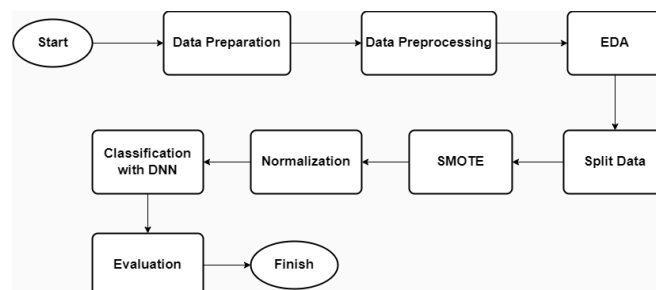 Start
Data Preparation
Data Preprocessing
EDA
Split Data
SMOTE
Normalization
Classification
with DNN
Evaluation
Finish